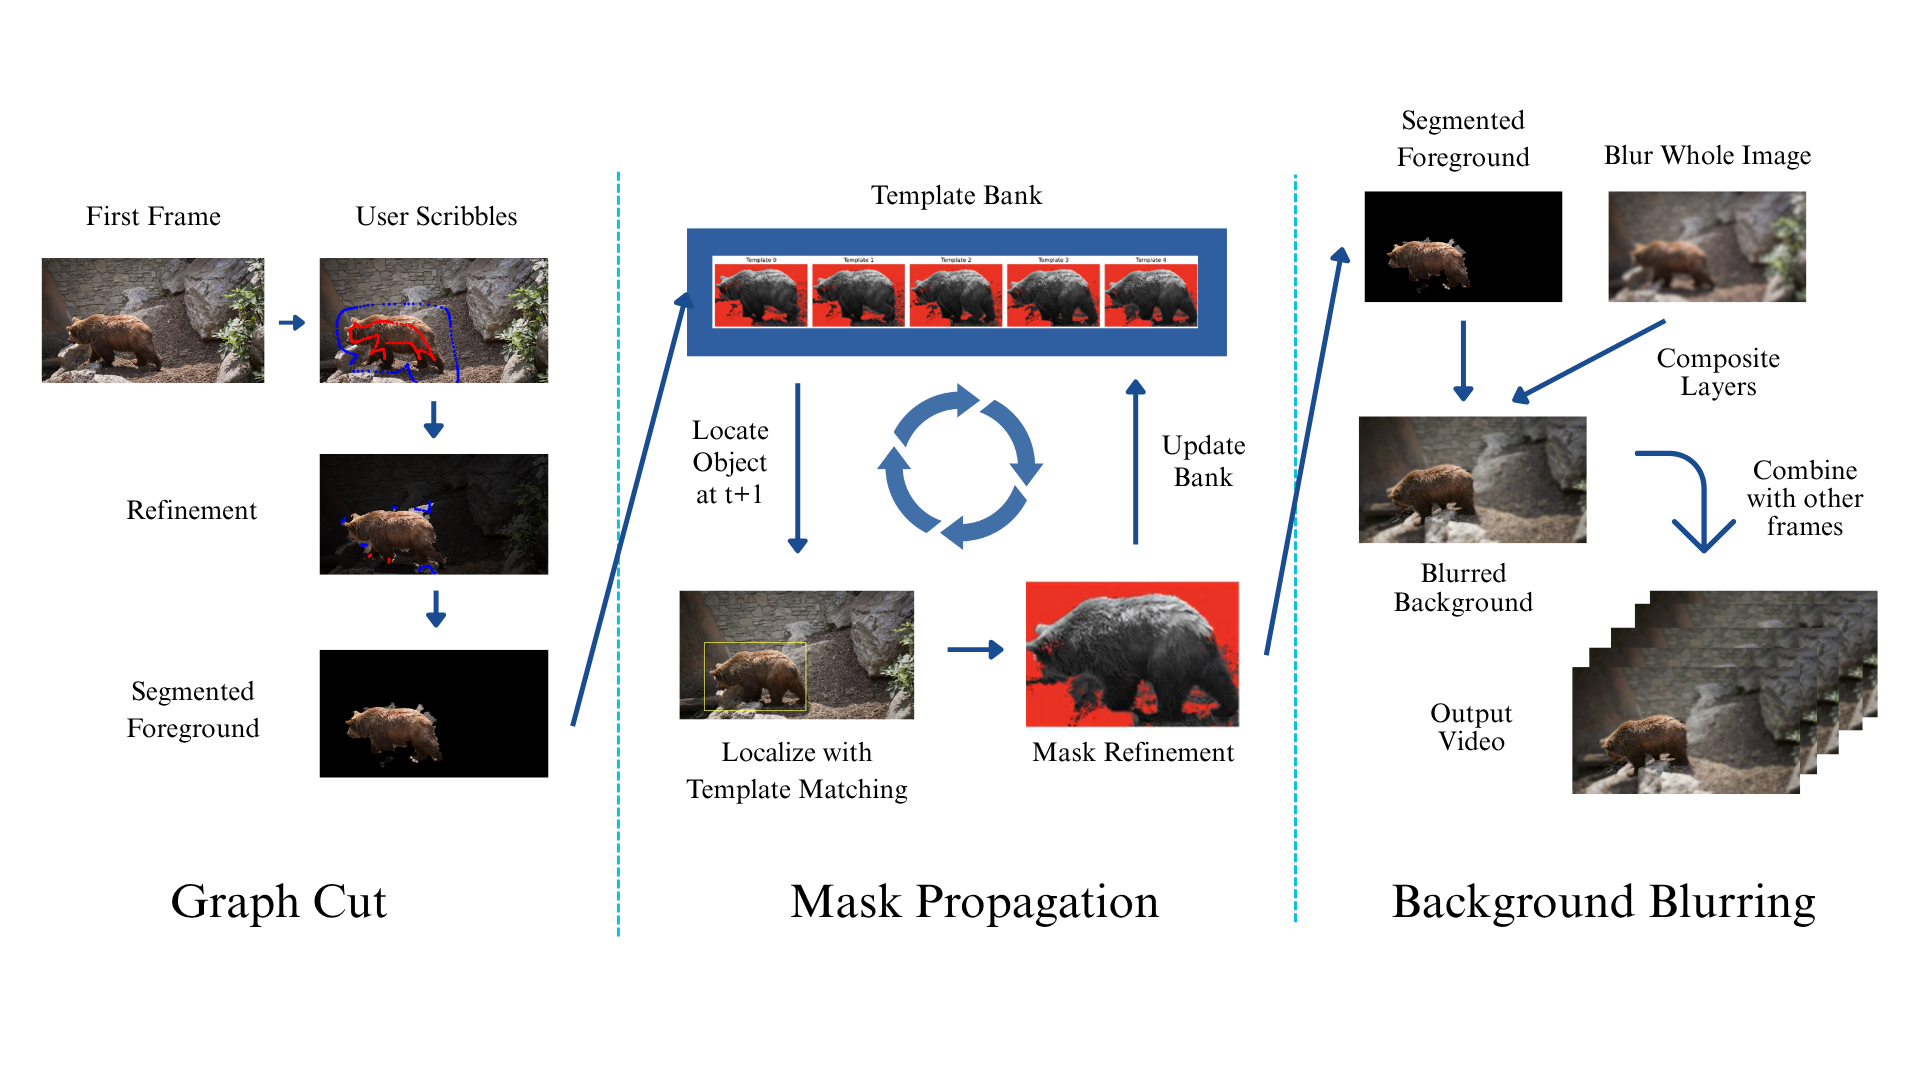 First Frame
User Scribbles
Refinement
Segmented
Foreground
Graph Cut
Template Bank
Template 0
Template 1
Template 2
Template 3
Template 4
Locate
Object
at t+1
Update
Bank
Localize with
Template Matching
Mask Refinement
Mask Propagation
Segmented
Foreground
Blur Whole Image
Composite
Layers
Blurred
Background
Combine
with other
frames
Output
Video
Background Blurring